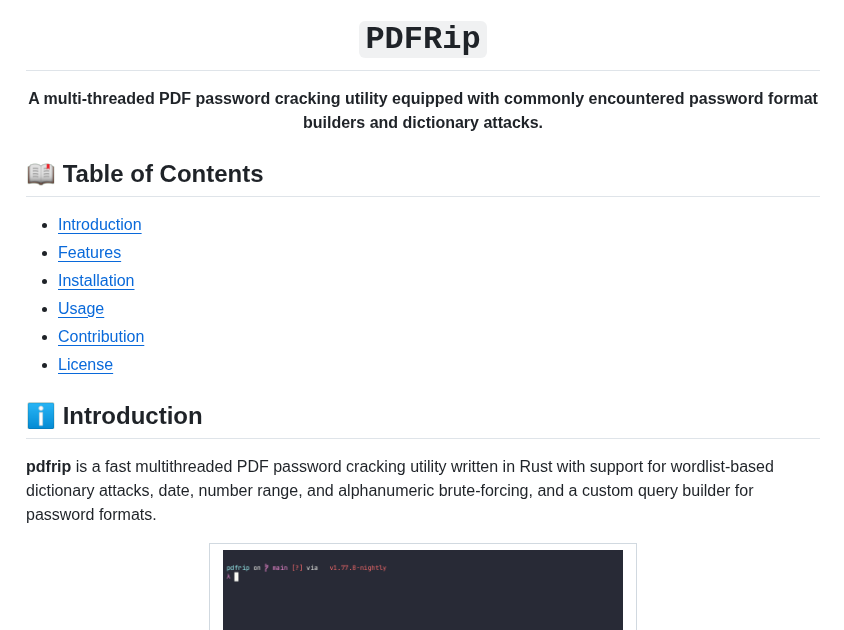 PDFRip
A multi-threaded PDF password cracking utility equipped with commonly encountered password format
builders and dictionary attacks.
📖 Table of Contents
• Introduction
• Features
• Installation
• Usage
• Contribution
• License
ℹ️ Introduction
pdfrip is a fast multithreaded PDF password cracking utility written in Rust with support for wordlist-based
dictionary attacks, date, number range, and alphanumeric brute-forcing, and a custom query builder for
password formats.
pdfrip on main [?] via v1.77.0-nightly